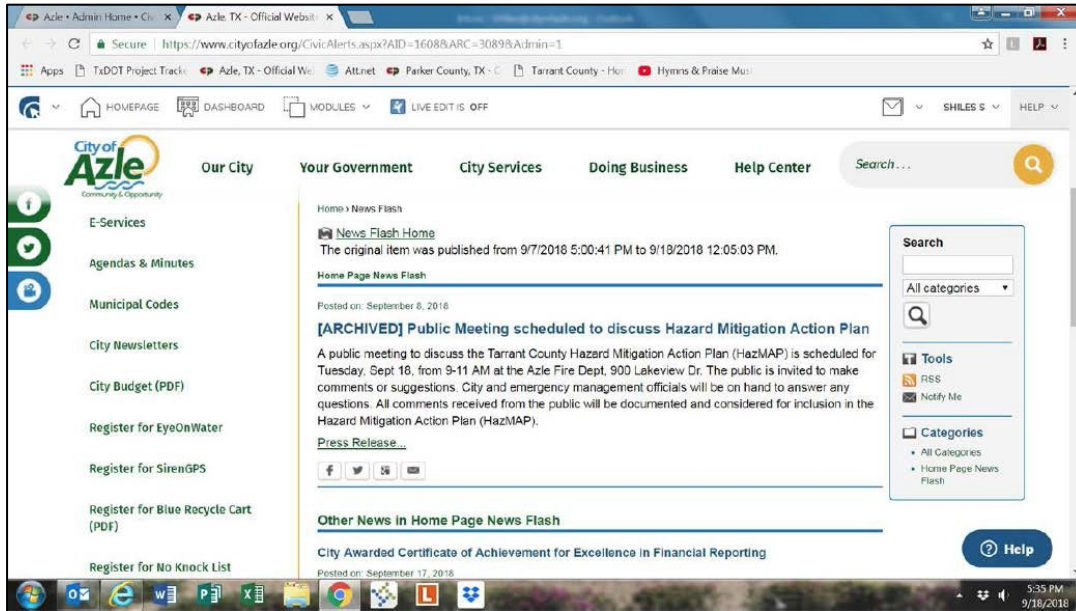 Azle • Admin Home • Civ
Azle, TX - Official Websit
Secure
https://www.cityofazle.org/CivicAlerts.aspx?AID=1608&ARC=3089&Admin=1
Apps
TxDOT Project Track
Azle, TX - Official We
Att.net
Parker County, TX - C
Tarrant County - Hor
Hymns & Praise Mus
HOMEPAGE
DASHBOARD
MODULES
LIVE EDIT IS OFF
SHILES S
HELP
City of
Azle
Community & Opportunity
Our City
Your Government
City Services
Doing Business
Help Center
Search...
E-Services
Agendas & Minutes
Municipal Codes
City Newsletters
City Budget (PDF)
Register for EyeOnWater
Register for SirenGPS
Register for Blue Recycle Cart
(PDF)
Register for No Knock List
Home › News Flash
News Flash Home
The original item was published from 9/7/2018 5:00:41 PM to 9/18/2018 12:05:03 PM.
Home Page News Flash
Posted on: September 8, 2018
[ARCHIVED] Public Meeting scheduled to discuss Hazard Mitigation Action Plan
A public meeting to discuss the Tarrant County Hazard Mitigation Action Plan (HazMAP) is scheduled for
Tuesday, Sept 18, from 9-11 AM at the Azle Fire Dept, 900 Lakeview Dr. The public is invited to make
comments or suggestions. City and emergency management officials will be on hand to answer any
questions. All comments received from the public will be documented and considered for inclusion in the
Hazard Mitigation Action Plan (HazMAP).
Press Release...
Other News in Home Page News Flash
City Awarded Certificate of Achievement for Excellence in Financial Reporting
Posted on: September 17, 2018
Search
All categories
Tools
RSS
Notify Me
Categories
• All Categories
• Home Page News
Flash
Help
5:35 PM
9/18/2018